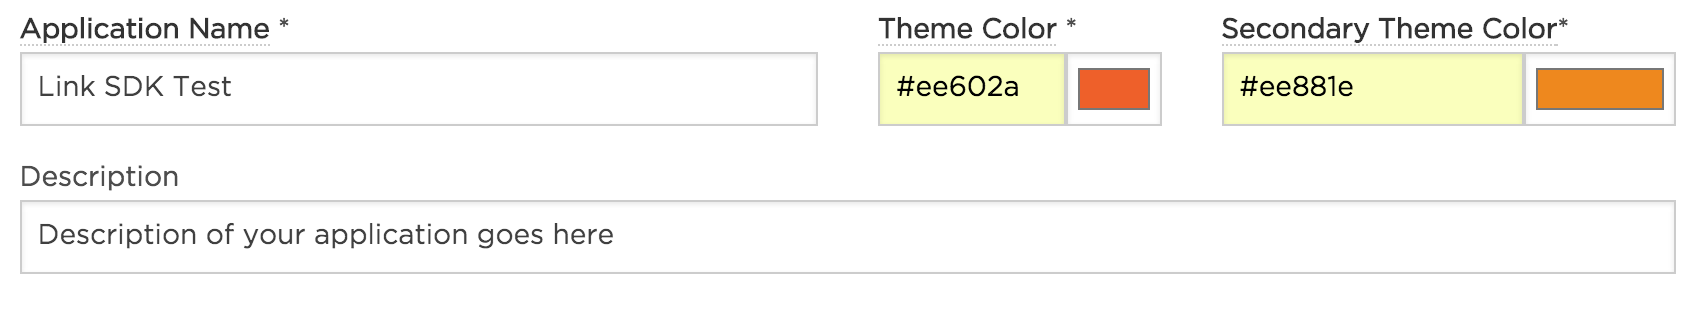 Application Name *
Theme Color *
Secondary Theme Color*
Link SDK Test
#ee602a
#ee881e
Description
Description of your application goes here